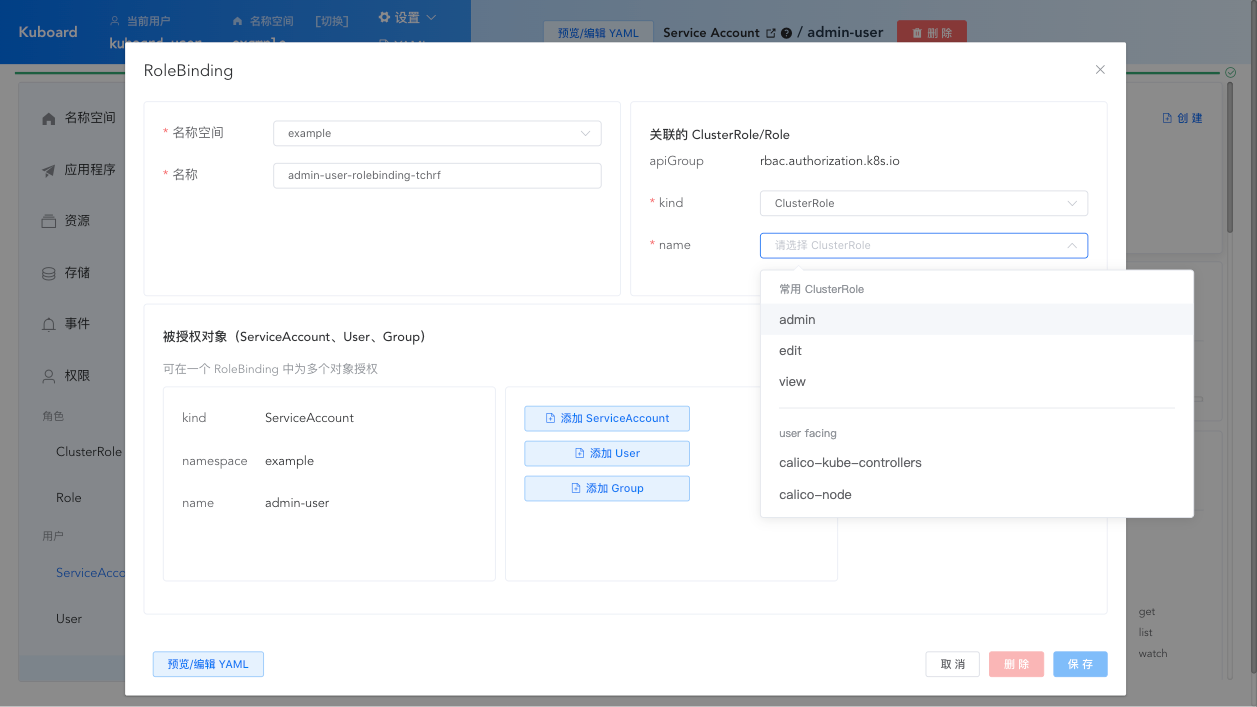 Kuboard
当前用户
名称空间 [切换]
设置
预览/编辑 YAML
Service Account / admin-user
删 除
RoleBinding
* 名称空间
example
* 名称
admin-user-rolebinding-tchrf
关联的 ClusterRole/Role
apiGroup
rbac.authorization.k8s.io
* kind
ClusterRole
* name
请选择 ClusterRole
常用 ClusterRole
admin
edit
view
user facing
calico-kube-controllers
calico-node
被授权对象（ServiceAccount、User、Group）
可在一个 RoleBinding 中为多个对象授权
kind
ServiceAccount
namespace
example
name
admin-user
添加 ServiceAccount
添加 User
添加 Group
预览/编辑 YAML
取 消
删 除
保 存
名称空间
应用程序
资源
存储
事件
权限
角色
ClusterRole
Role
用户
ServiceAcco
User
创 建
get
list
watch